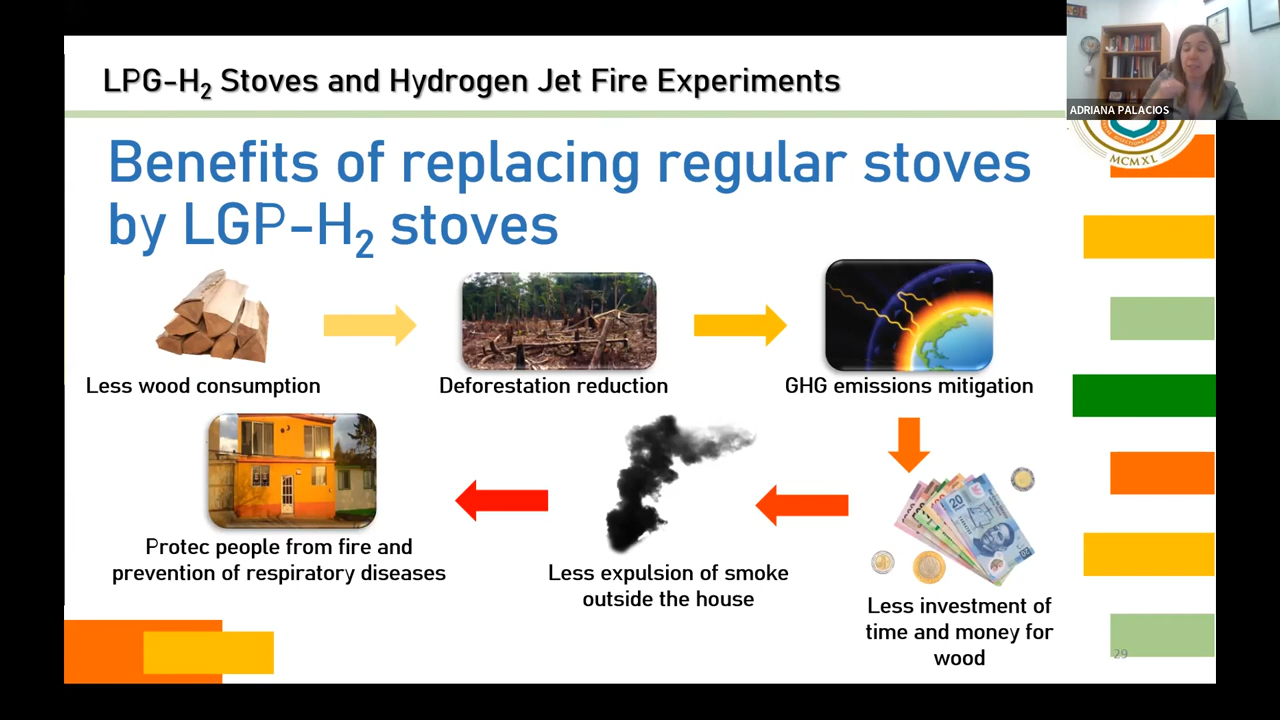 LPG-H₂ Stoves and Hydrogen Jet Fire Experiments
ADRIANA PALACIOS
MCMXL
Benefits of replacing regular stoves
by LGP-H₂ stoves
Less wood consumption
Deforestation reduction
GHG emissions mitigation
20
Protec people from fire and
prevention of respiratory diseases
Less expulsion of smoke
outside the house
Less investment of
time and money for
wood
29